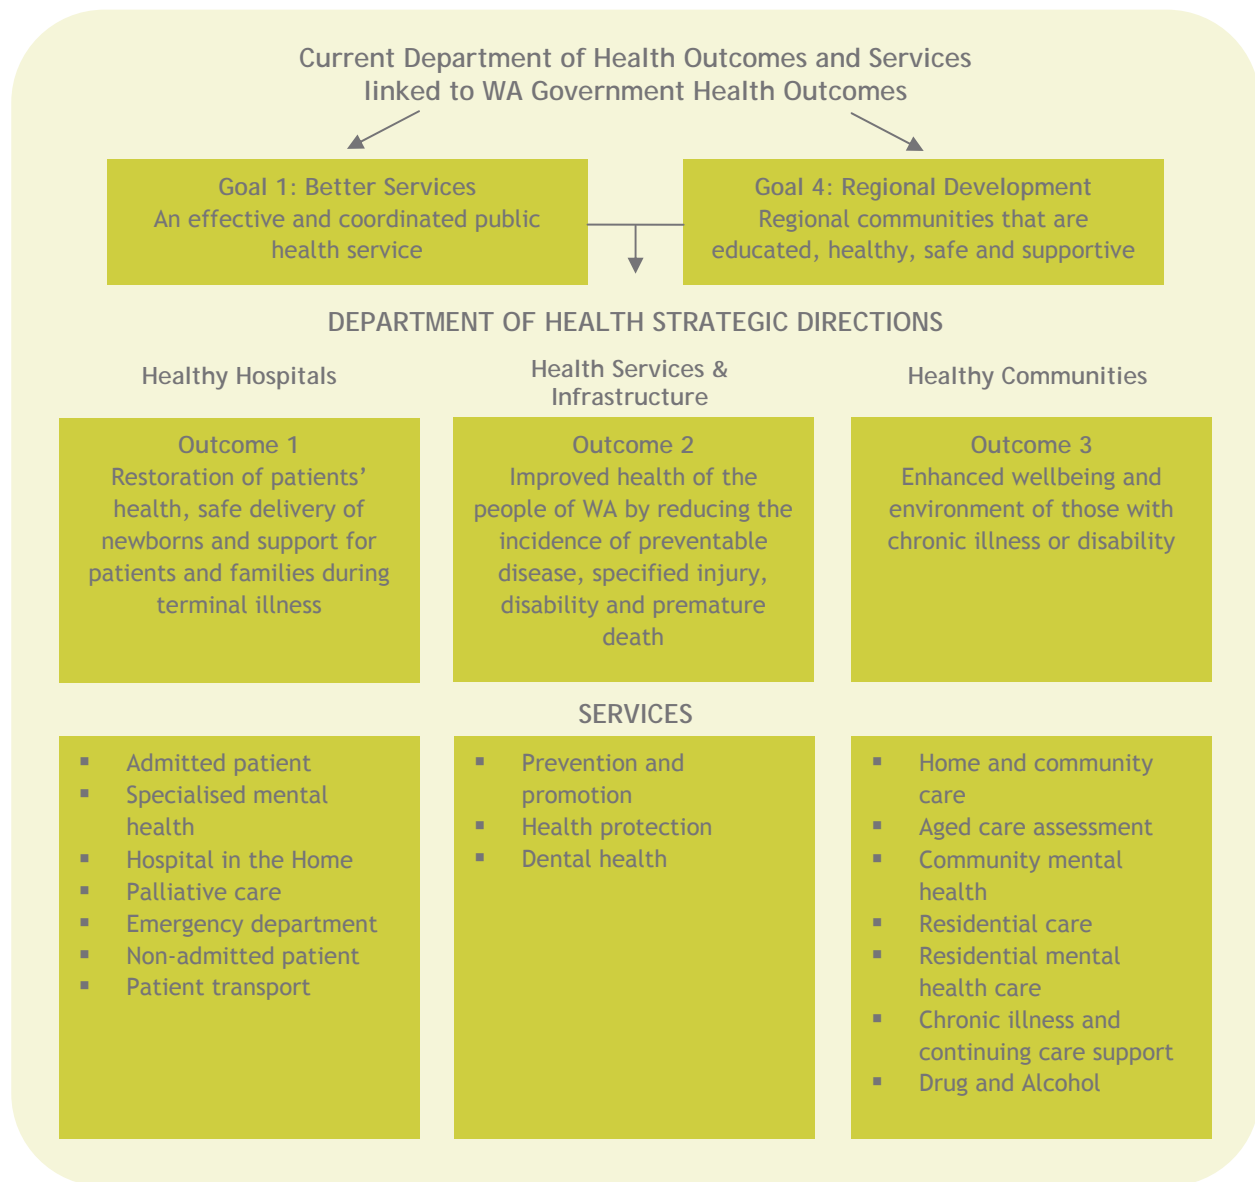 Current Department of Health Outcomes and Services
linked to WA Government Health Outcomes
Goal 1: Better Services
An effective and coordinated public
health service
Goal 4: Regional Development
Regional communities that are
educated, healthy, safe and supportive
DEPARTMENT OF HEALTH STRATEGIC DIRECTIONS
Healthy Hospitals
Health Services &
Infrastructure
Healthy Communities
Outcome 1
Restoration of patients’
health, safe delivery of
newborns and support for
patients and families during
terminal illness
Outcome 2
Improved health of the
people of WA by reducing the
incidence of preventable
disease, specified injury,
disability and premature
death
Outcome 3
Enhanced wellbeing and
environment of those with
chronic illness or disability
SERVICES
▪ Admitted patient
▪ Specialised mental
health
▪ Hospital in the Home
▪ Palliative care
▪ Emergency department
▪ Non-admitted patient
▪ Patient transport
▪ Prevention and
promotion
▪ Health protection
▪ Dental health
▪ Home and community
care
▪ Aged care assessment
▪ Community mental
health
▪ Residential care
▪ Residential mental
health care
▪ Chronic illness and
continuing care support
▪ Drug and Alcohol